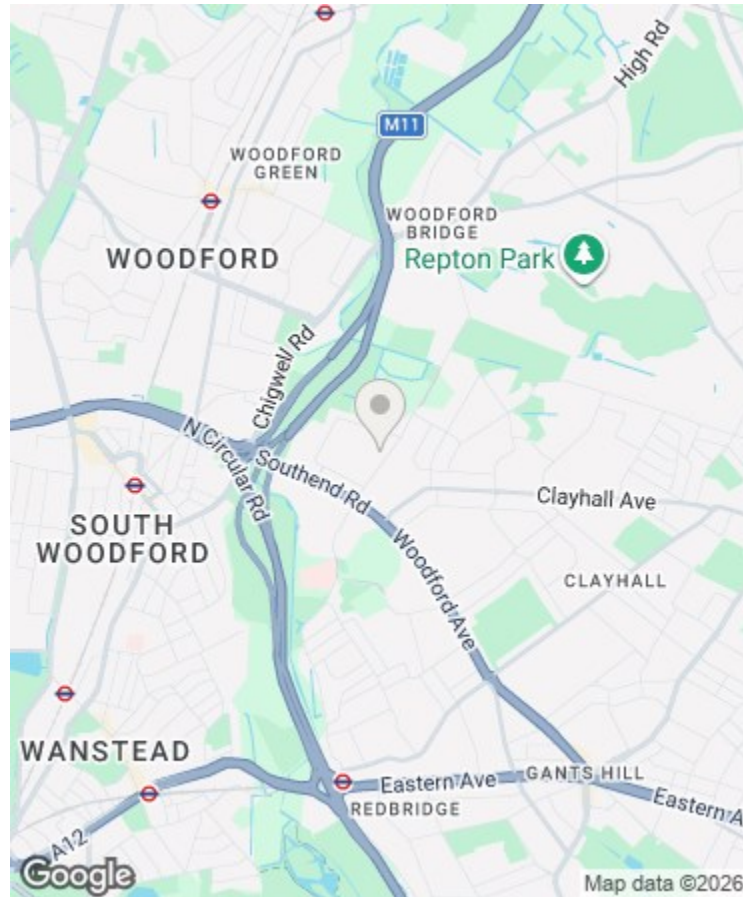 High Rd
M11
WOODFORD
GREEN
WOODFORD
BRIDGE
WOODFORD
Repton Park
Chigwell Rd
N Circular Rd
Southend Rd
Clayhall Ave
SOUTH
WOODFORD
Woodford Ave
CLAYHALL
WANSTEAD
Eastern Ave
GANTS HILL
Eastern A
REDBRIDGE
A12
Google
Map data ©2026